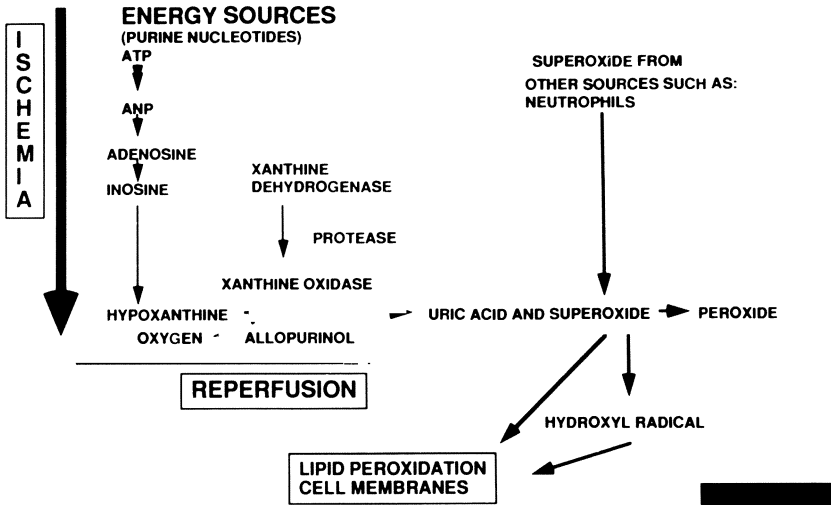 ISCHEMIA
ENERGY SOURCES
(PURINE NUCLEOTIDES)
ATP
ANP
ADENOSINE
INOSINE
XANTHINE
DEHYDROGENASE
PROTEASE
XANTHINE OXIDASE
HYPOXANTHINE
OXYGEN
ALLOPURINOL
REPERFUSION
SUPEROXiDE FROM
OTHER SOURCES SUCH AS:
NEUTROPHILS
URIC ACID AND SUPEROXIDE
PEROXIDE
HYDROXYL RADICAL
LIPID PEROXIDATION
CELL MEMBRANES